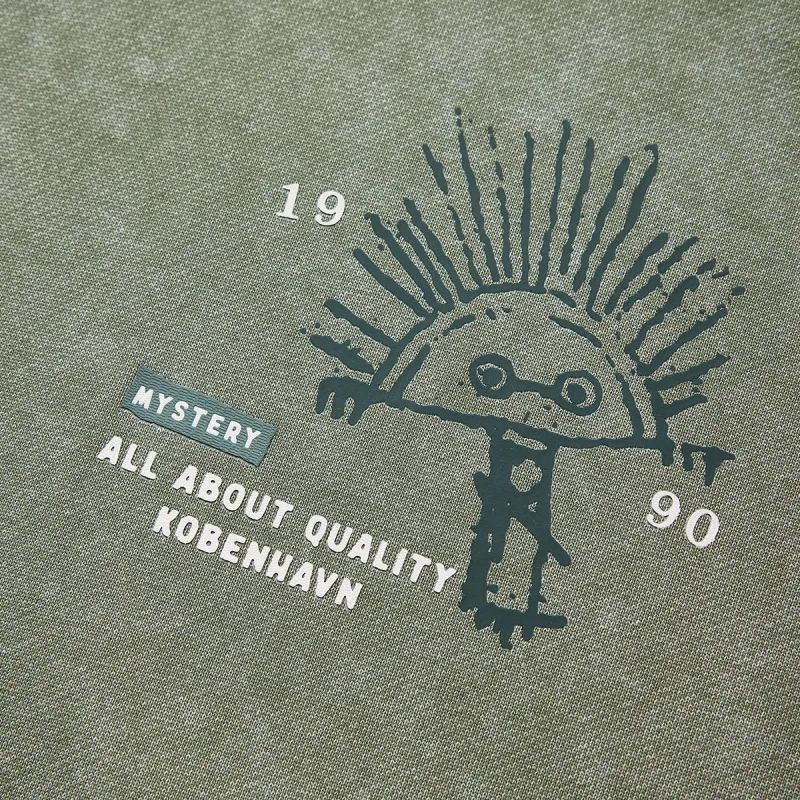 19
90
MYSTERY
ALL ABOUT QUALITY
KOBENHAVN